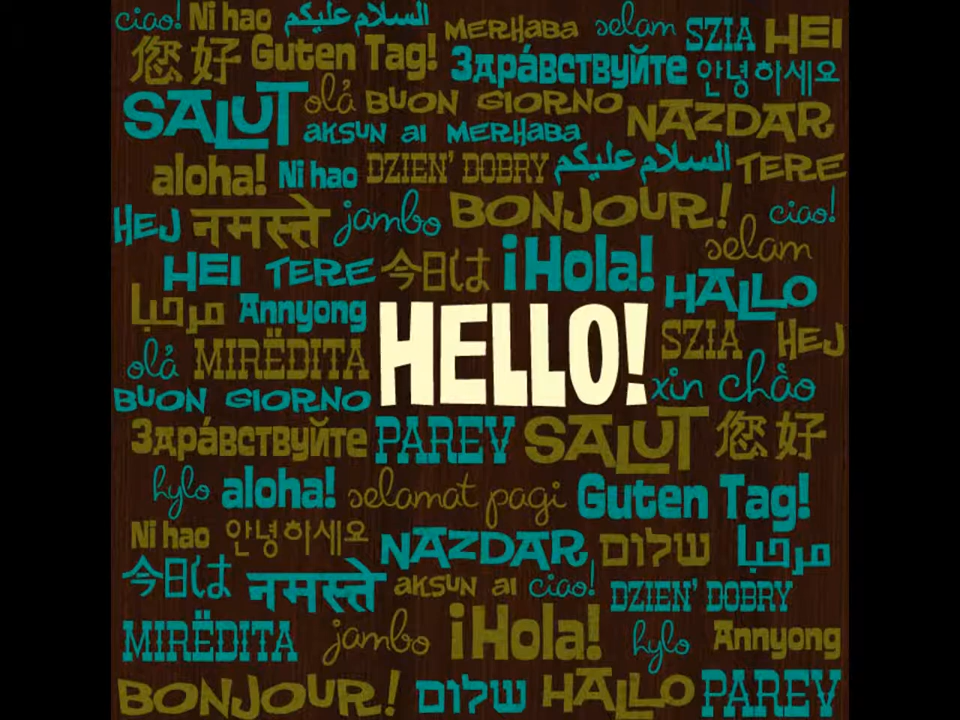 ciao! Ni hao السلام عليكم MERHABA selam SZIA HEI
您好 Guten Tag! Здра́вствуйте 안녕하세요
SALUT olá BUON GIORNO NAZDAR
AKSUN AI MERHABA
aloha! Ni hao DZIEN' DOBRY السلام عليكم TERE
HEJ नमस्ते jambo BONJOUR! ciao!
selam
HEI TERE 今日は ¡Hola! HALLO
مرحبا Annyong HELLO! SZIA HEJ
olá MIRËDITA xin chào
BUON GIORNO
Здра́вствуйте PAREV SALUT 您好
hylo aloha! selamat pagi Guten Tag!
Ni hao 안녕하세요 NAZDAR שלום مرحبا
今日は नमस्ते AKSUN AI ciao! DZIEN' DOBRY
MIRËDITA jambo ¡Hola! hylo Annyong
BONJOUR! שלום HALLO PAREV